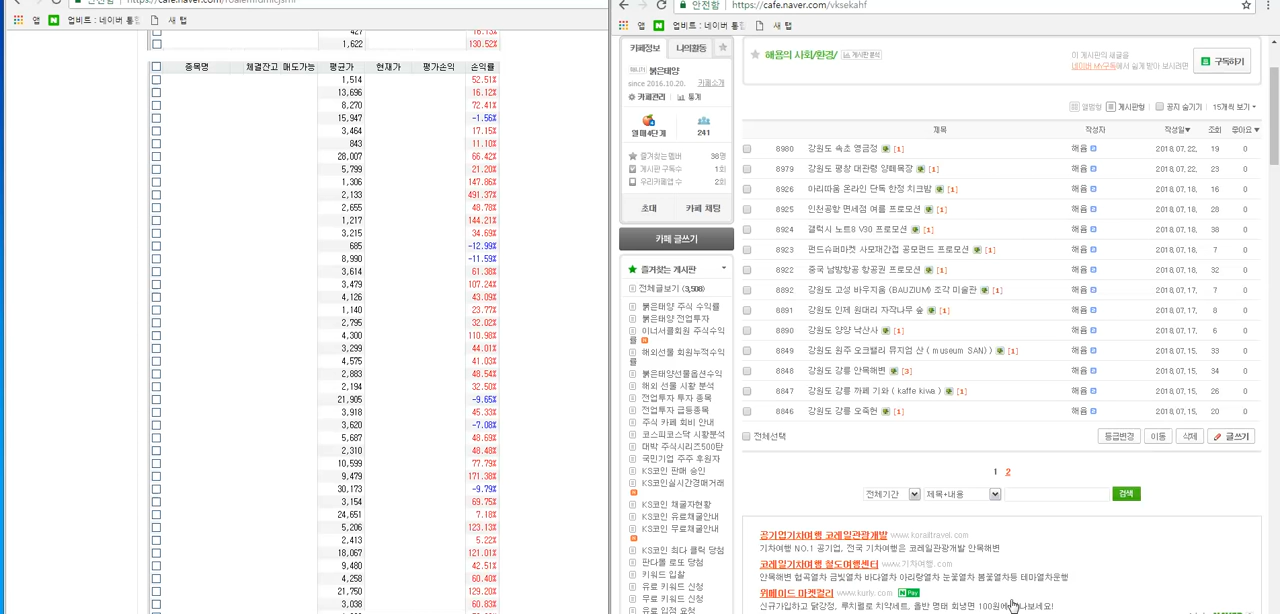 안전함 | https://cafe.naver.com/
앱 업비트 : 네이버 통합 새 탭
427 16.13%
1,622 130.52%
종목명 체결잔고 매도가능 평균가 현재가 평가손익 손익률
1,514 52.51%
13,696 16.12%
8,270 72.41%
15,947 -1.56%
3,464 17.15%
843 11.10%
28,007 66.42%
5,799 21.20%
1,306 147.86%
2,133 491.37%
2,655 48.78%
1,217 144.21%
3,215 34.69%
685 -12.99%
8,990 -11.59%
3,614 61.38%
3,479 107.24%
4,126 43.09%
1,140 23.77%
2,795 32.02%
4,300 110.98%
3,299 44.01%
4,575 41.03%
2,883 48.54%
2,194 32.50%
21,905 -9.65%
3,918 45.33%
3,620 -7.08%
5,687 48.69%
2,310 48.48%
10,599 77.79%
9,479 171.38%
30,173 -9.79%
3,154 69.75%
24,651 7.18%
5,206 123.13%
2,413 5.22%
18,067 121.01%
9,480 42.51%
4,258 60.40%
21,750 129.20%
3,038 60.83%
안전함 | https://cafe.naver.com/vksekahf
앱 업비트 : 네이버 통합 새 탭
카페정보 나의활동
매니저 붉은태양
since 2016.10.20. 카페소개
카페관리 통계
열매4단계 241
즐겨찾는멤버 38명
게시판 구독수 1회
우리카페앱 수 2회
초대 카페 채팅
카페 글쓰기
즐겨찾는 게시판
전체글보기 (3,508)
붉은태양 주식 수익률
붉은태양 전업투자
이너서클회원 주식수익률
해외선물 회원누적수익률
붉은태양선물옵션수익
해외 선물 시황 분석
전업투자 투자 종목
전업투자 급등종목
주식 카페 회비 안내
코스피코스닥 시황분석
대박 주식시리즈500탄
국민기업 주주 후원자
KS코인 판매 승인
KS코인실시간경매거래
KS코인 채굴자현황
KS코인 유료채굴안내
KS코인 무료채굴안내
KS코인 최다 클릭 당첨
판다몰 로또 당첨
키워드 입찰
유료 키워드 신청
무료 키워드 신청
유료 입점 요청
해윰의 사회/환경/ 게시판 분석
이 게시판의 새글을
네이버 MY구독에서 쉽게 받아 보시려면
구독하기
앨범형 게시판형 공지 숨기기 15개씩 보기
제목 작성자 작성일 조회 좋아요
8980 강원도 속초 영금정 [1] 해윰 2018.07.22. 19 0
8979 강원도 평창 대관령 양떼목장 [1] 해윰 2018.07.22. 23 0
8926 아리따움 온라인 단독 한정 치크밤 [1] 해윰 2018.07.18. 16 0
8925 인천공항 면세점 여름 프로모션 [1] 해윰 2018.07.18. 28 0
8924 갤럭시 노트8 V30 프로모션 [1] 해윰 2018.07.18. 38 0
8923 펀드슈퍼마켓 사모재간접 공모펀드 프로모션 [1] 해윰 2018.07.18. 7 0
8922 중국 남방항공 항공권 프로모션 [1] 해윰 2018.07.18. 32 0
8892 강원도 고성 바우지움 (BAUZIUM) 조각 미술관 [1] 해윰 2018.07.17. 7 0
8891 강원도 인제 원대리 자작나무 숲 [1] 해윰 2018.07.17. 8 0
8890 강원도 양양 낙산사 [1] 해윰 2018.07.17. 6 0
8849 강원도 원주 오크밸리 뮤지엄 산 ( museum SAN) ) [1] 해윰 2018.07.15. 33 0
8848 강원도 강릉 안목해변 [3] 해윰 2018.07.15. 34 0
8847 강원도 강릉 까페 기와 ( kaffe kiwa ) [1] 해윰 2018.07.15. 26 0
8846 강원도 강릉 오죽헌 [1] 해윰 2018.07.15. 20 0
전체선택 등급변경 이동 삭제 글쓰기
1 2
전체기간 제목+내용 검색
공기업기차여행 코레일관광개발 www.korailtravel.com
기차여행 NO.1 공기업, 전국 기차여행은 코레일관광개발 안목해변
코레일기차여행 철도여행센터 www.기차여행.com
안목해변 협곡열차 금빛열차 바다열차 아리랑열차 눈꽃열차 봄꽃열차등 테마열차운행
위메이드 마켓컬리 www.kurly.com N Pay